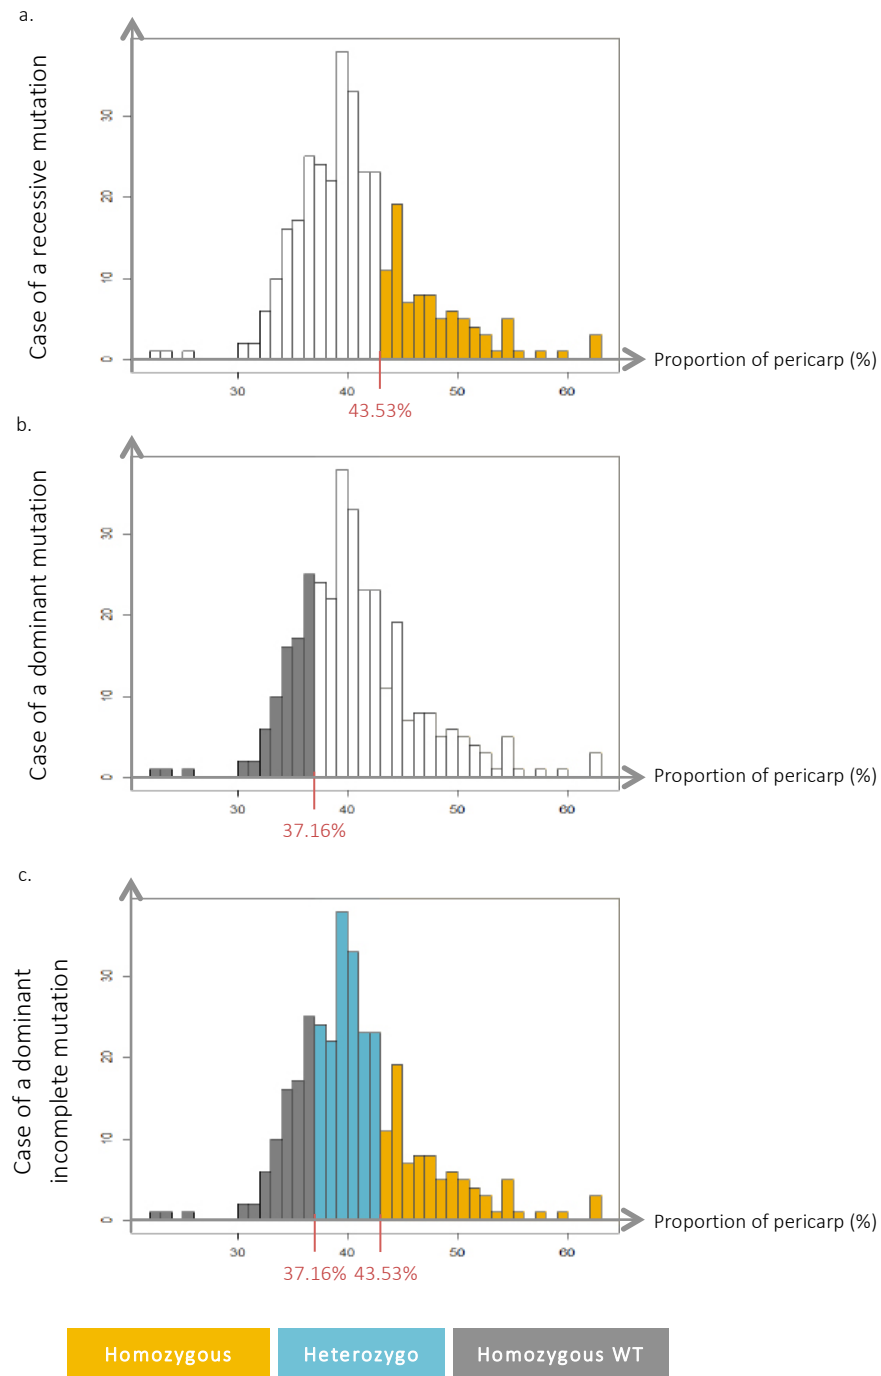 a.
Case of a recessive mutation
30
20
10
0
30 40 50 60
Proportion of pericarp (%)
43.53%
b.
Case of a dominant mutation
30
20
10
0
30 40 50 60
Proportion of pericarp (%)
37.16%
c.
Case of a dominant
incomplete mutation
30
20
10
0
30 40 50 60
Proportion of pericarp (%)
37.16% 43.53%
Homozygous Heterozygo Homozygous WT